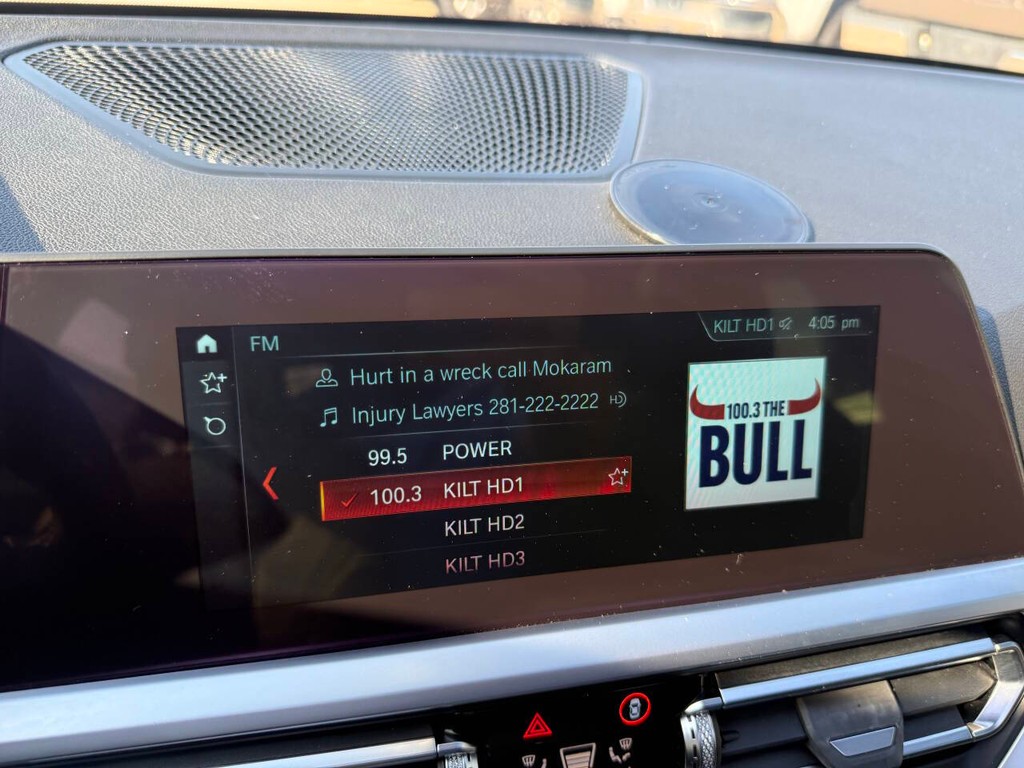 KILT HD1 4:05 pm
FM
Hurt in a wreck call Mokaram
Injury Lawyers 281-222-2222 HD
99.5 POWER
100.3 KILT HD1
KILT HD2
KILT HD3
100.3 THE
BULL